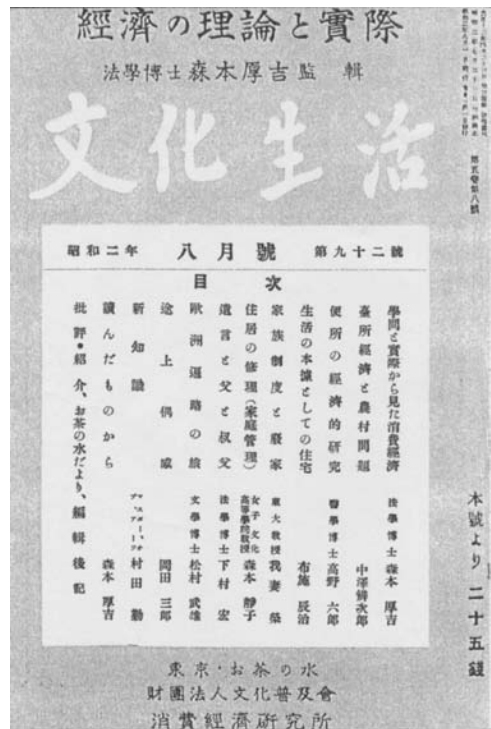 經濟の理論と實際
法學博士森本厚吉監輯
文化生活
昭和二年 八月號 第九十二號
目次
學問と實際から見た消費經濟 法學博士 森本厚吉
臺所經濟と農村問題 中澤辨次郎
便所の經濟的研究 醫學博士 高野六郎
生活の本據としての住宅 布施辰治
家族制度と廢家 東大教授 我妻榮
住居の修理(家庭管理) 女子文化高等學院教授 森本靜子
遺言と父と叔父 法學博士 下村宏
歐洲通路の旅 文學博士 松村武雄
途上偶感 岡田三郎
新知識 村田勤
讀んだものから 森本厚吉
批評・紹介、お茶の水だより、編輯後記
第五卷第八號
本號より二十五錢
東京・お茶の水
財團法人文化普及會
消費經濟研究所